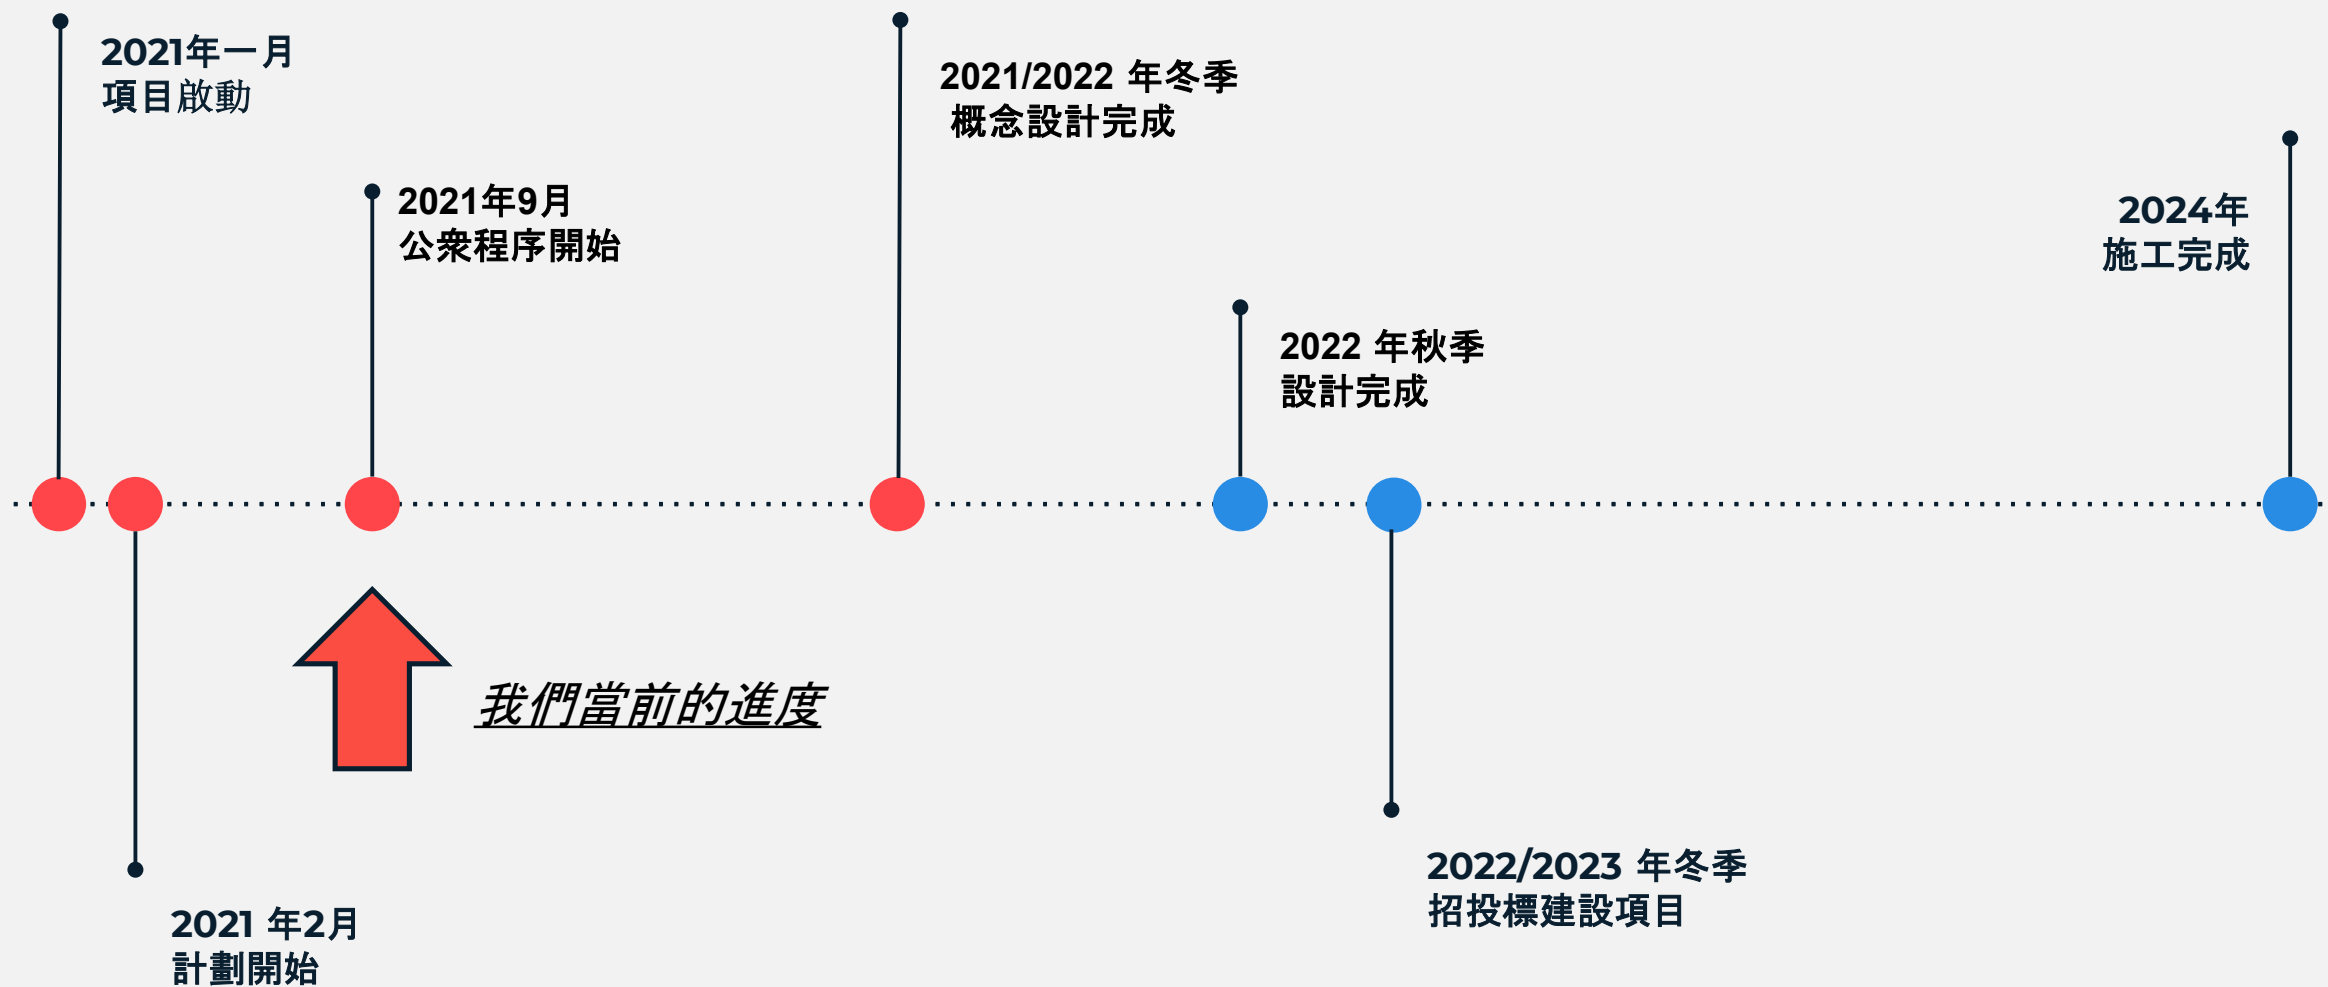 2021年一月
項目啟動
2021/2022 年冬季
概念設計完成
2021年9月
公衆程序開始
2024年
施工完成
2022 年秋季
設計完成
我們當前的進度
2022/2023 年冬季
招投標建設項目
2021 年2月
計劃開始